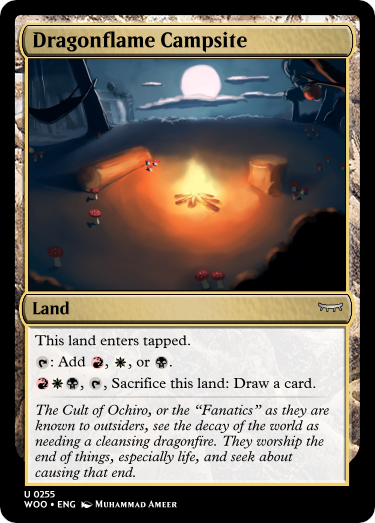 Dragonflame Campsite
Land
This land enters tapped.
: Add , , or .
, , Sacrifice this land: Draw a card.
The Cult of Ochiro, or the “Fanatics” as they are
known to outsiders, see the decay of the world as
needing a cleansing dragonfire. They worship the
end of things, especially life, and seek about
causing that end.
U 0255
WOO • ENG Muhammad Ameer